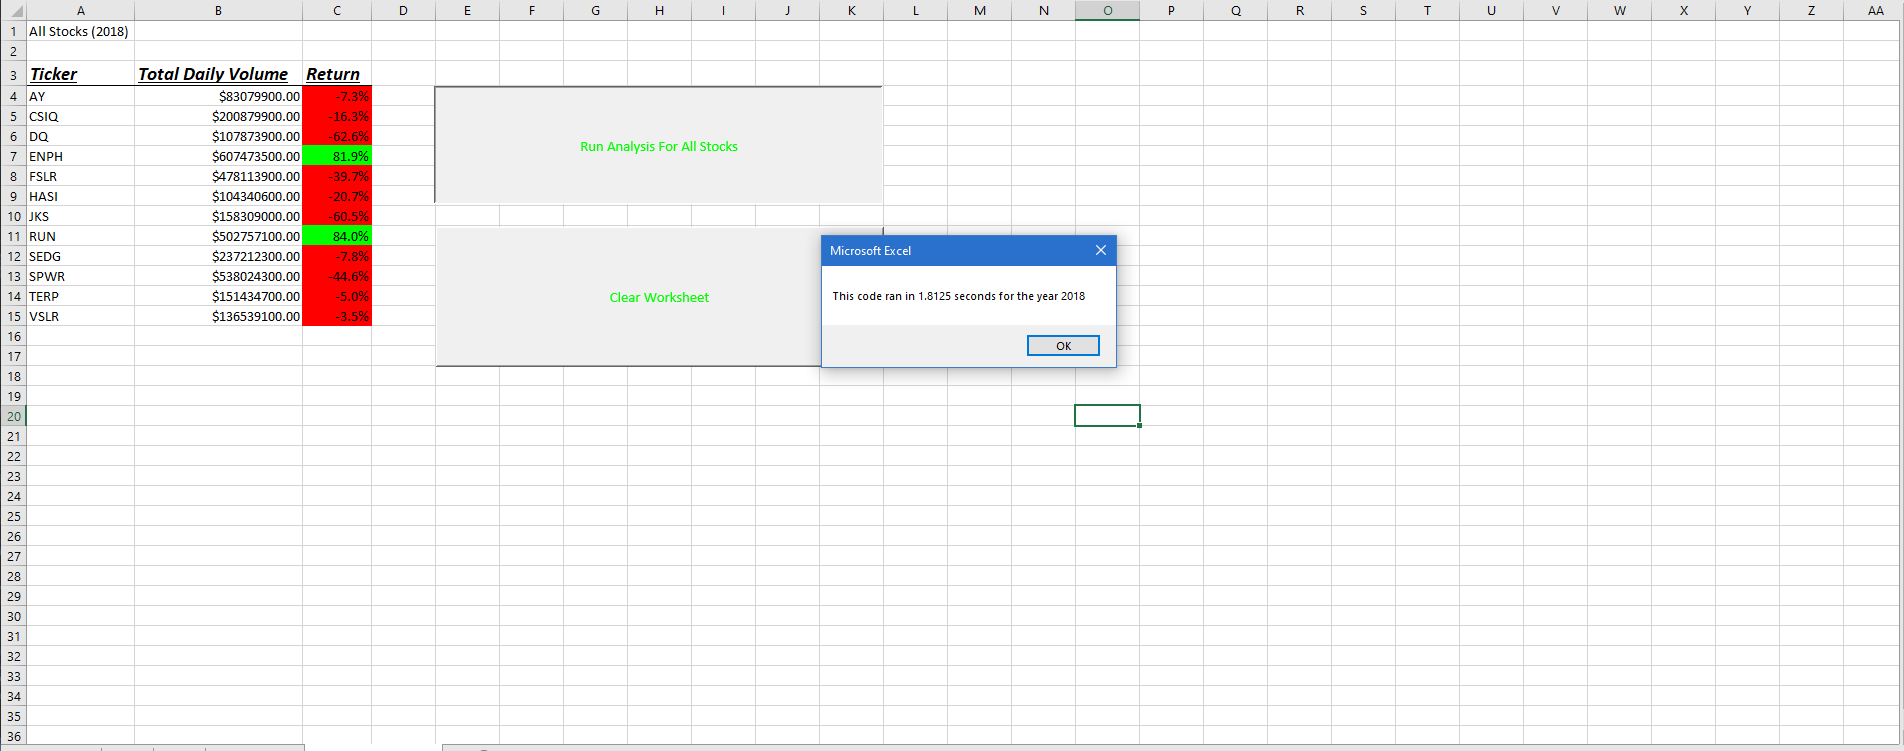 A B C D E F G H I J K L M N O P Q R S T U V W X Y Z AA
1 All Stocks (2018)
2
3 Ticker Total Daily Volume Return
4 AY $83079900.00 -7.3%
5 CSIQ $200879900.00 -16.3%
6 DQ $107873900.00 -62.6%
7 ENPH $607473500.00 81.9%
8 FSLR $478113900.00 -39.7%
9 HASI $104340600.00 -20.7%
10 JKS $158309000.00 -60.5%
11 RUN $502757100.00 84.0%
12 SEDG $237212300.00 -7.8%
13 SPWR $538024300.00 -44.6%
14 TERP $151434700.00 -5.0%
15 VSLR $136539100.00 -3.5%
16
17
18
19
20
21
22
23
24
25
26
27
28
29
30
31
32
33
34
35
36
Run Analysis For All Stocks
Clear Worksheet
Microsoft Excel
This code ran in 1.8125 seconds for the year 2018
OK